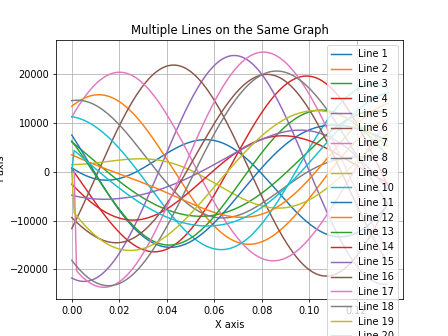 Multiple Lines on the Same Graph
20000
10000
0
−10000
−20000
0.00
0.02
0.04
0.06
0.08
0.10
X axis
Line 1
Line 2
Line 3
Line 4
Line 5
Line 6
Line 7
Line 8
Line 9
Line 10
Line 11
Line 12
Line 13
Line 14
Line 15
Line 16
Line 17
Line 18
Line 19
Line 20